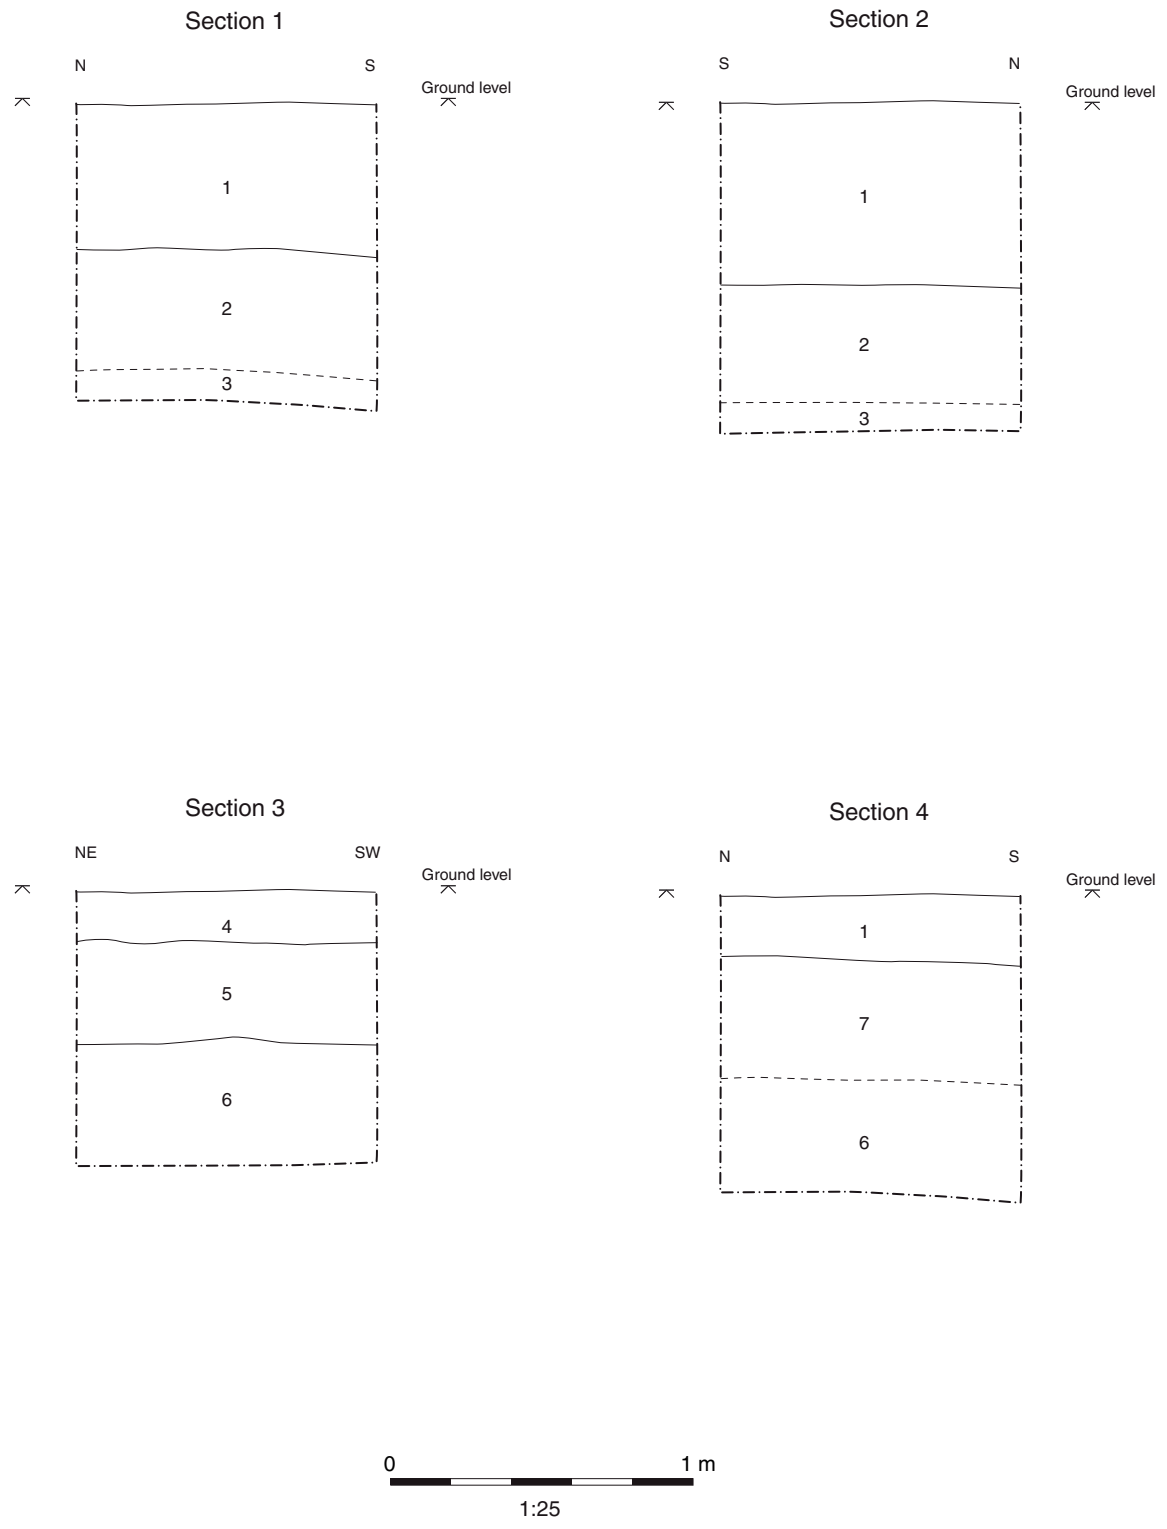 Section 1
N S
Ground level
1
2
3
Section 2
S N
Ground level
1
2
3
Section 3
NE SW
Ground level
4
5
6
Section 4
N S
Ground level
1
7
6
0 1 m
1:25